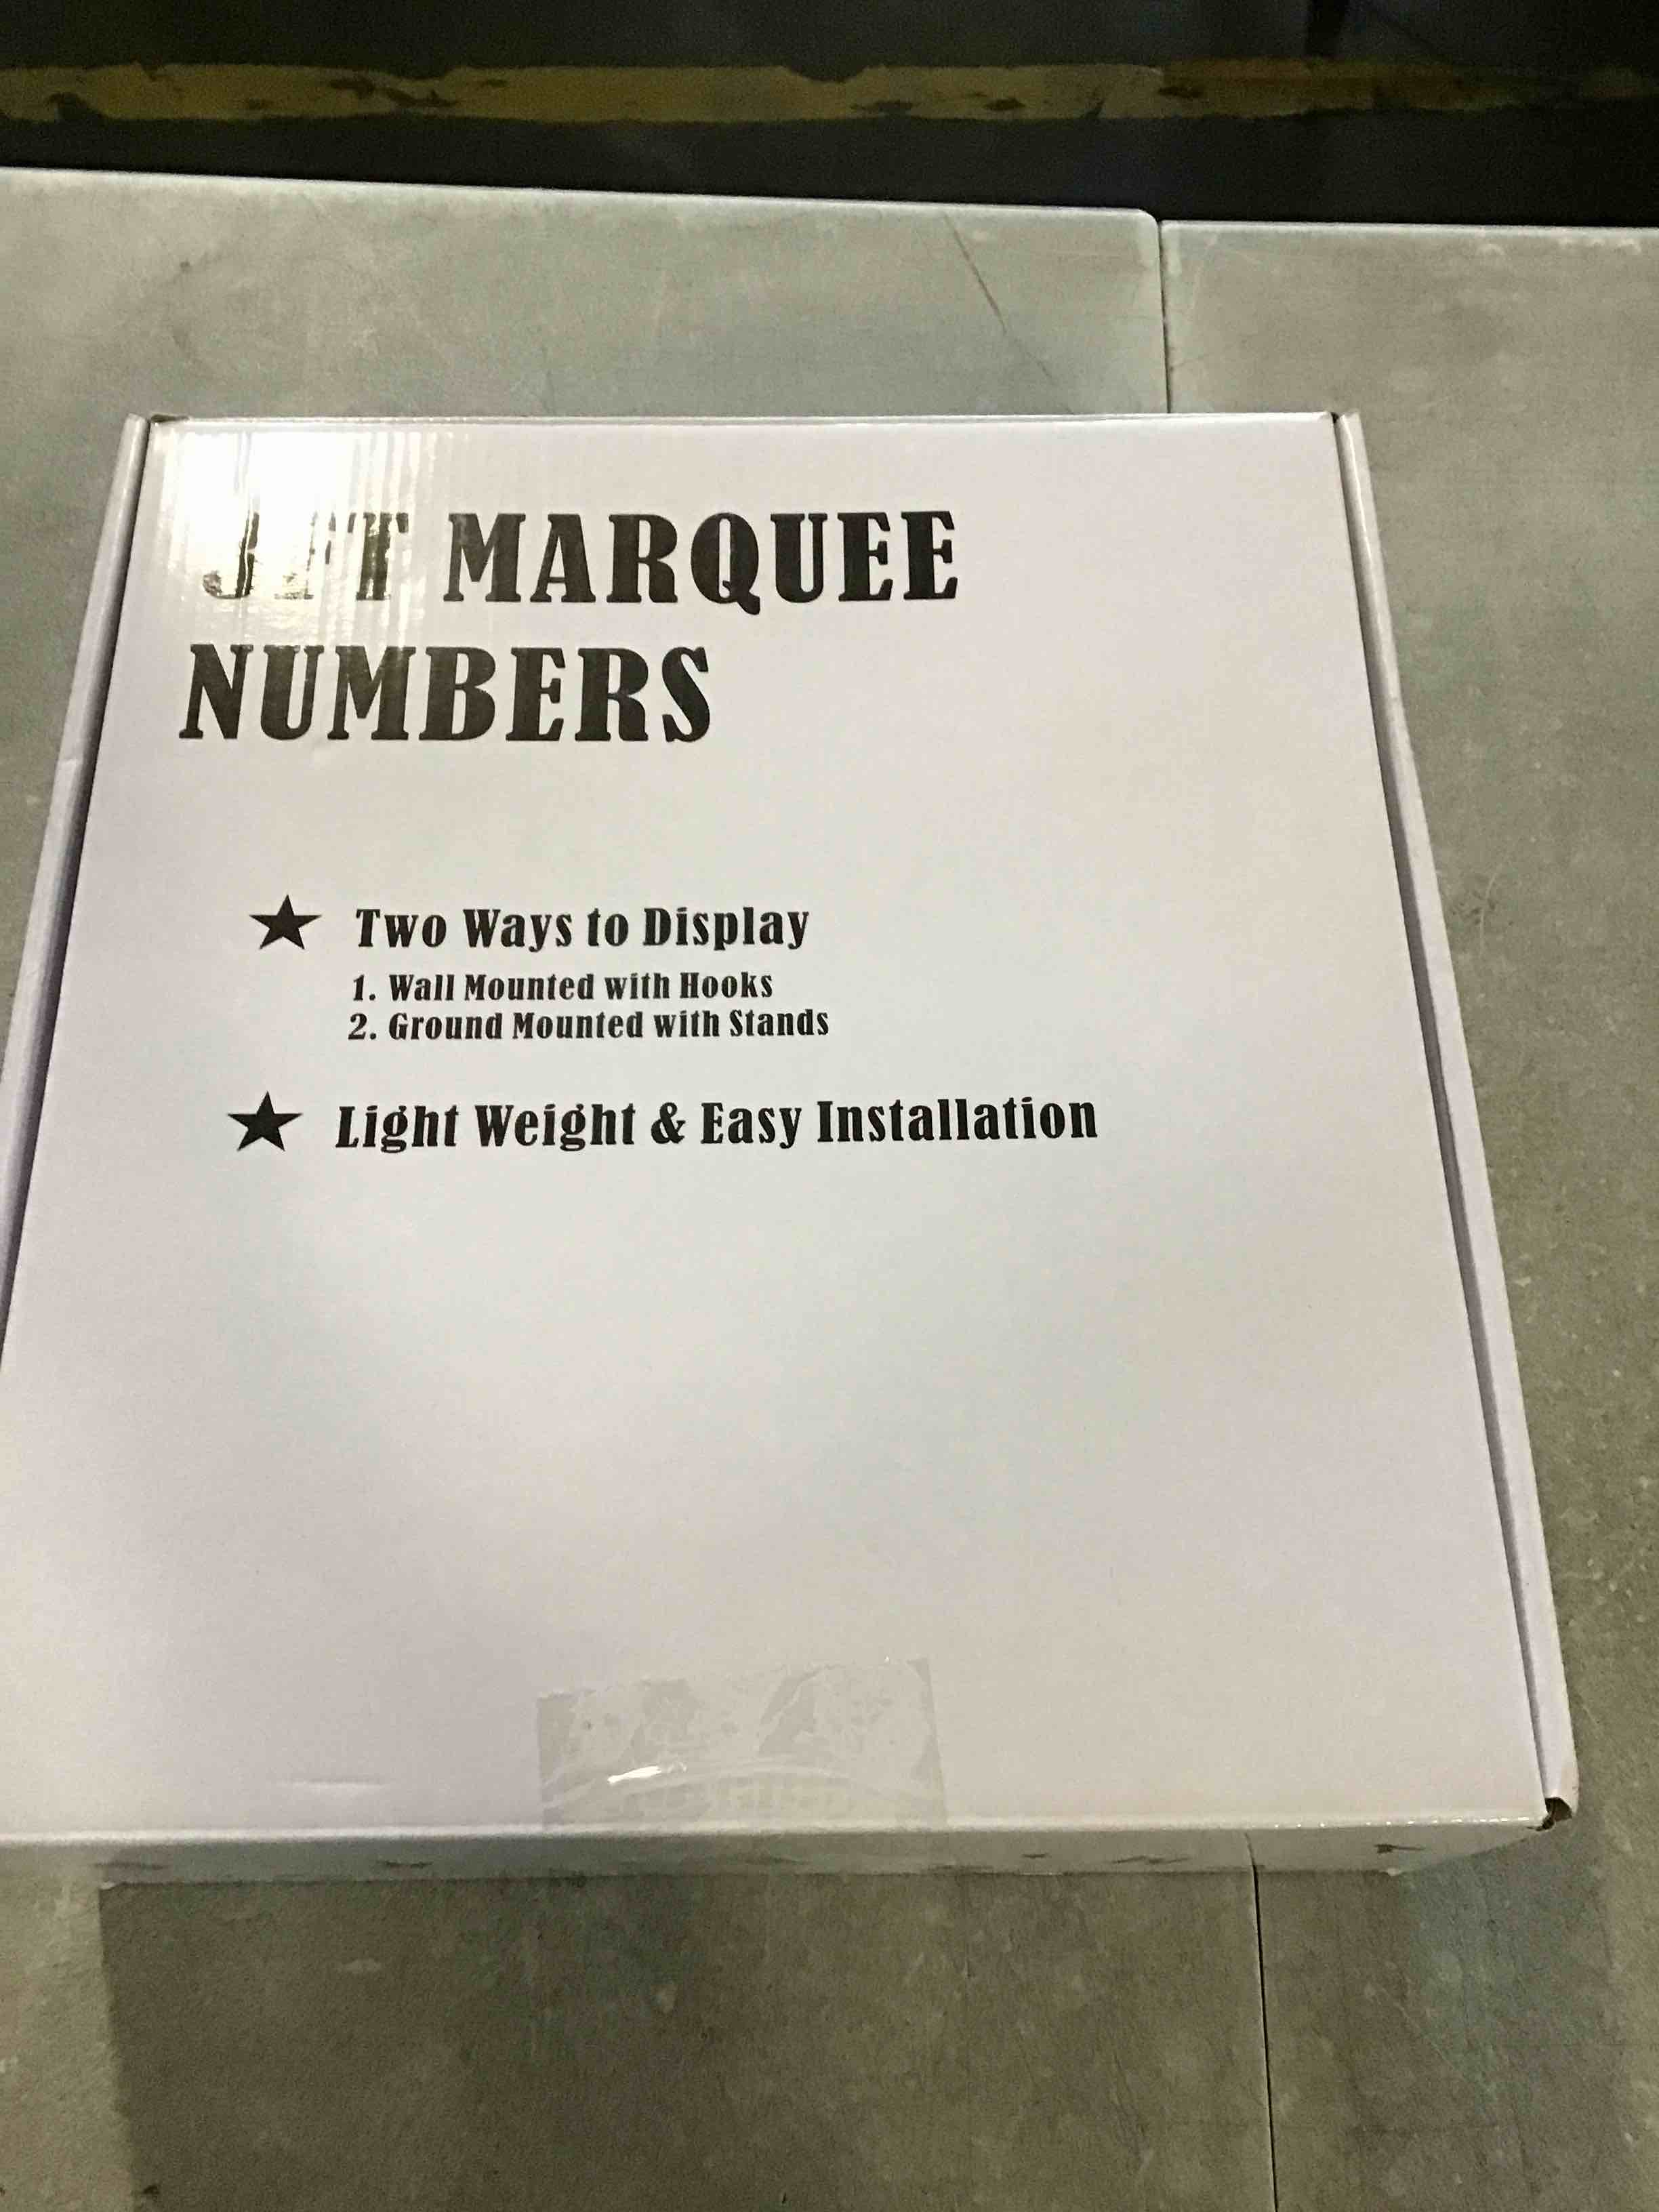 3FT MARQUEE
NUMBERS
★ Two Ways to Display
1. Wall Mounted with Hooks
2. Ground Mounted with Stands
★ Light Weight & Easy Installation